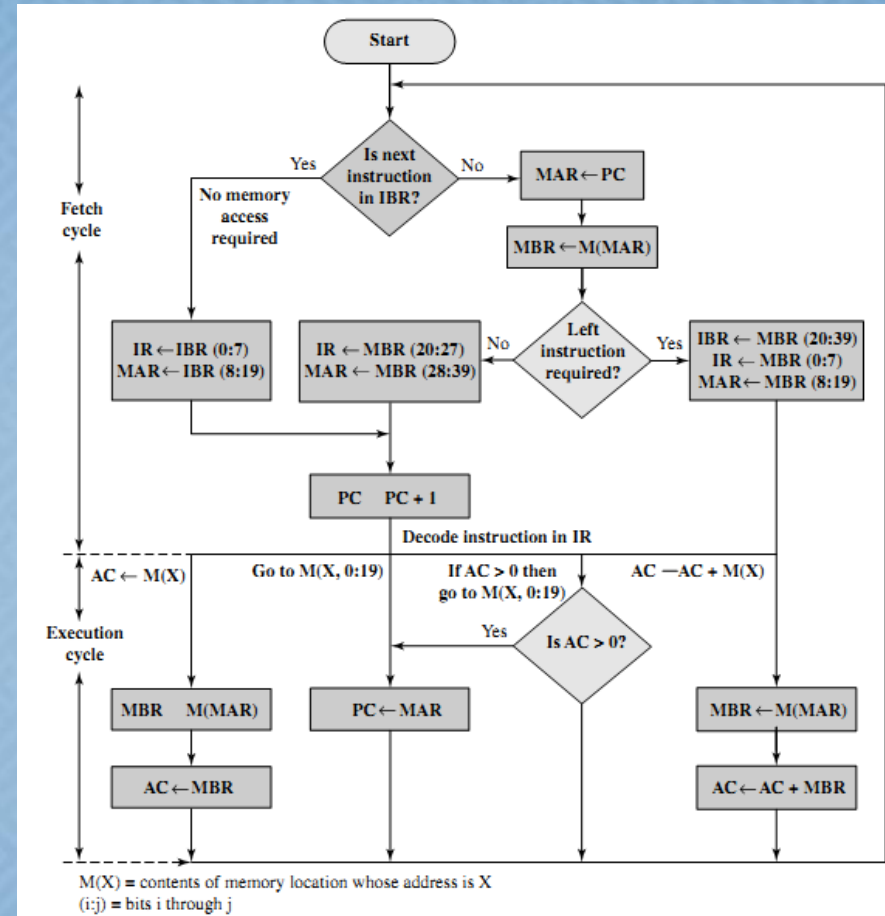 Start
Is next
instruction
in IBR?
Yes
No
No memory
access
required
MAR ← PC
MBR ← M(MAR)
Fetch
cycle
Left
instruction
required?
No
Yes
IR ← IBR (0:7)
MAR ← IBR (8:19)
IR ← MBR (20:27)
MAR ← MBR (28:39)
IBR ← MBR (20:39)
IR ← MBR (0:7)
MAR ← MBR (8:19)
PC PC + 1
Decode instruction in IR
AC ← M(X)
Go to M(X, 0:19)
If AC > 0 then
go to M(X, 0:19)
AC —AC + M(X)
Execution
cycle
Yes
Is AC > 0?
MBR M(MAR)
AC ← MBR
PC ← MAR
MBR ← M(MAR)
AC ← AC + MBR
M(X) = contents of memory location whose address is X
(i:j) = bits i through j